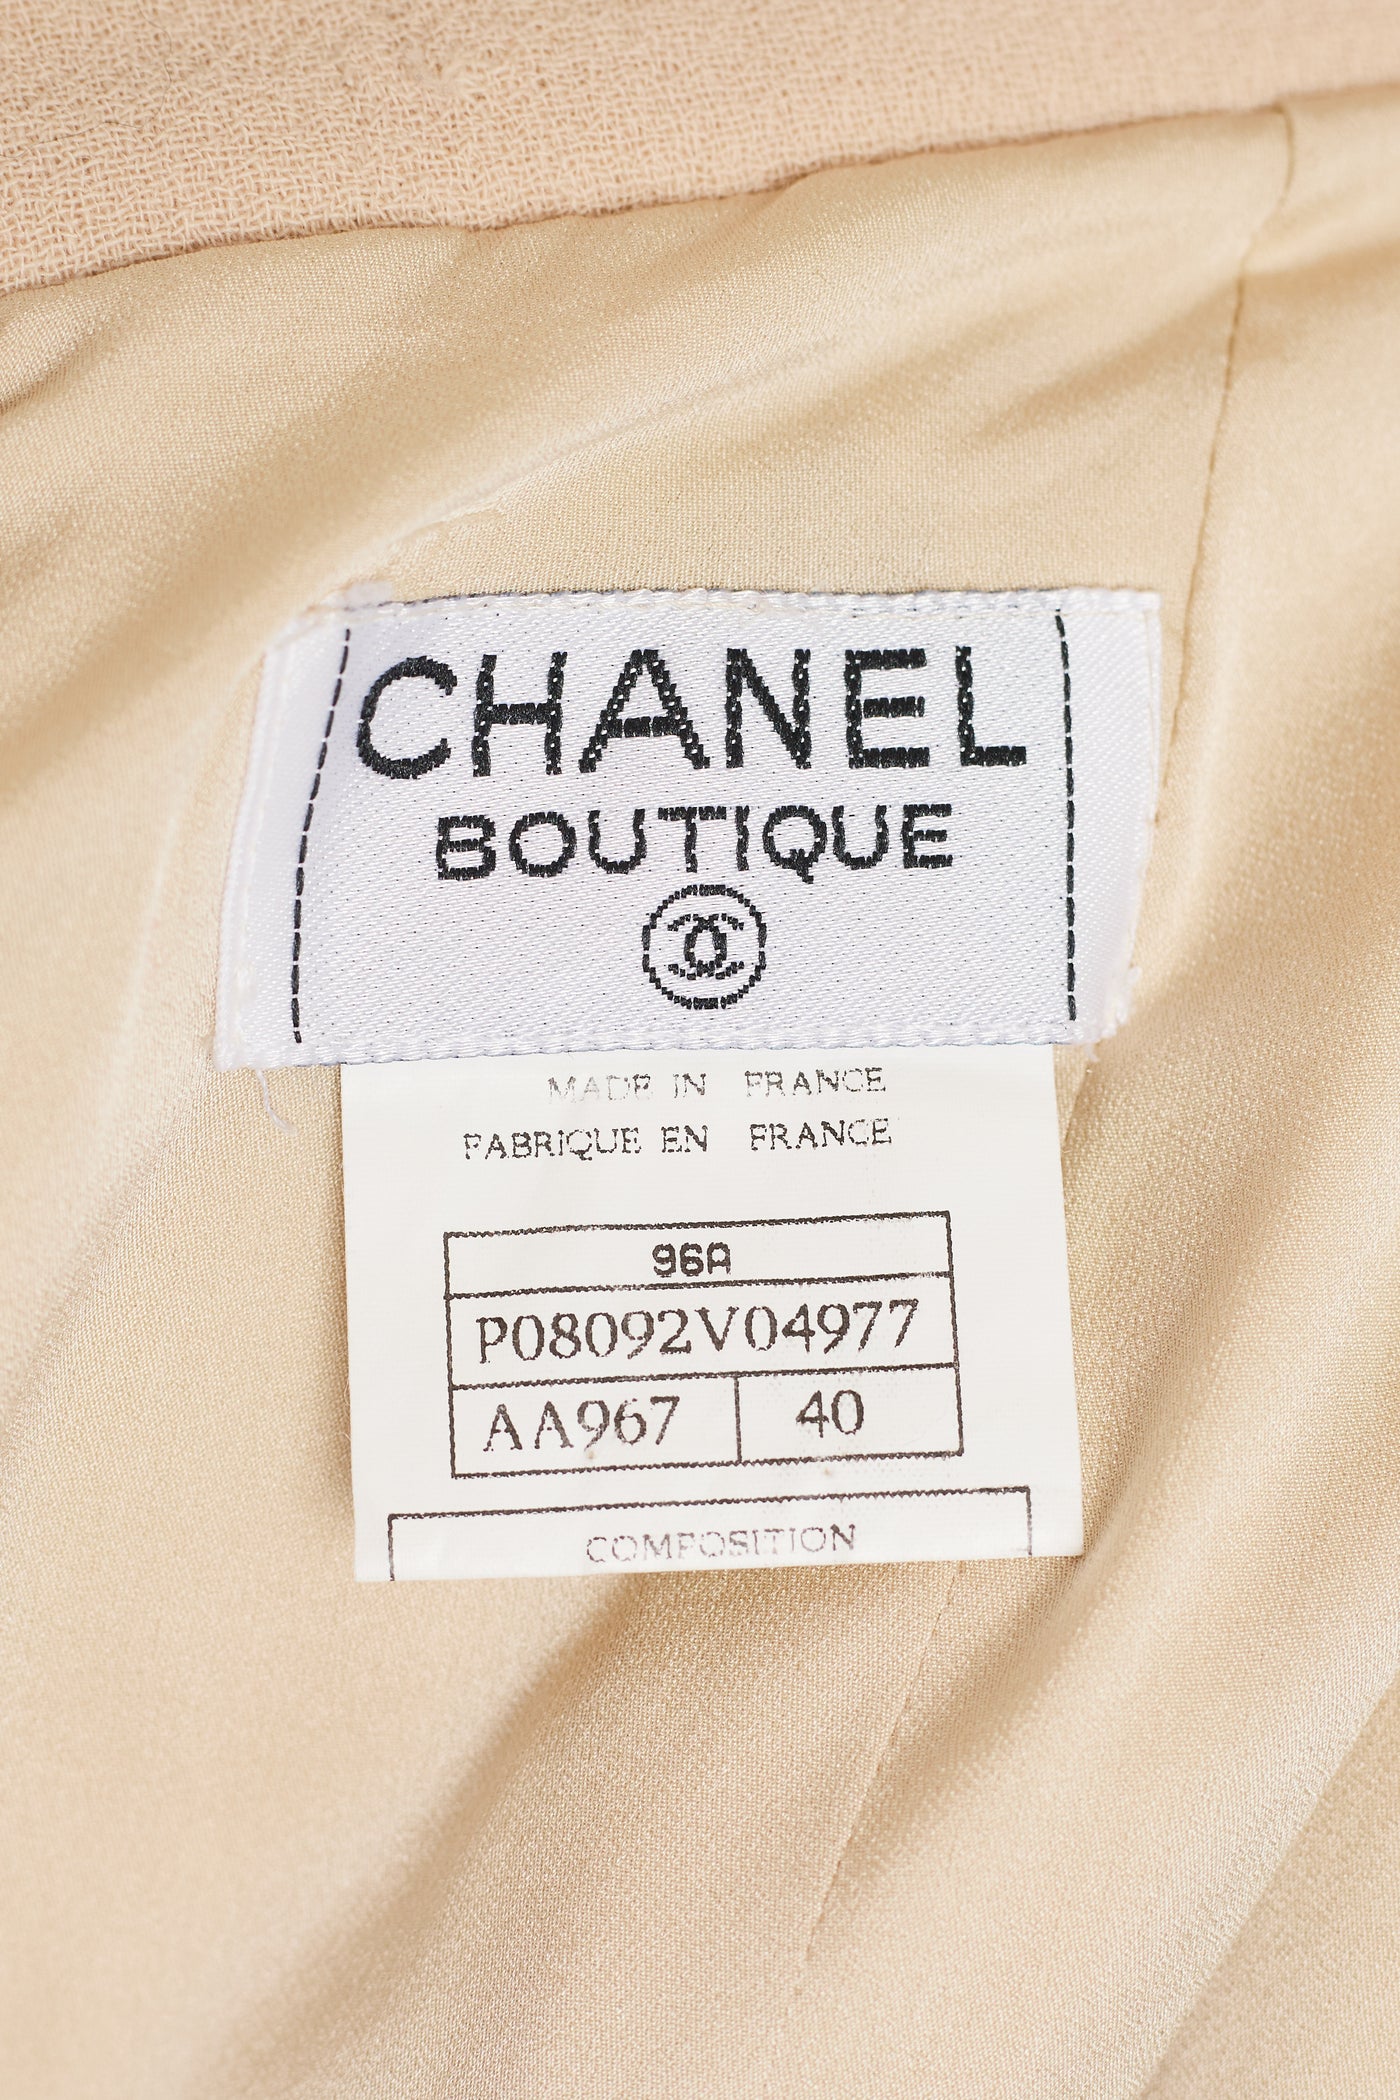 CHANEL
BOUTIQUE
MADE IN FRANCE
FABRIQUE EN FRANCE
96A
P08092V04977
AA967 40
COMPOSITION